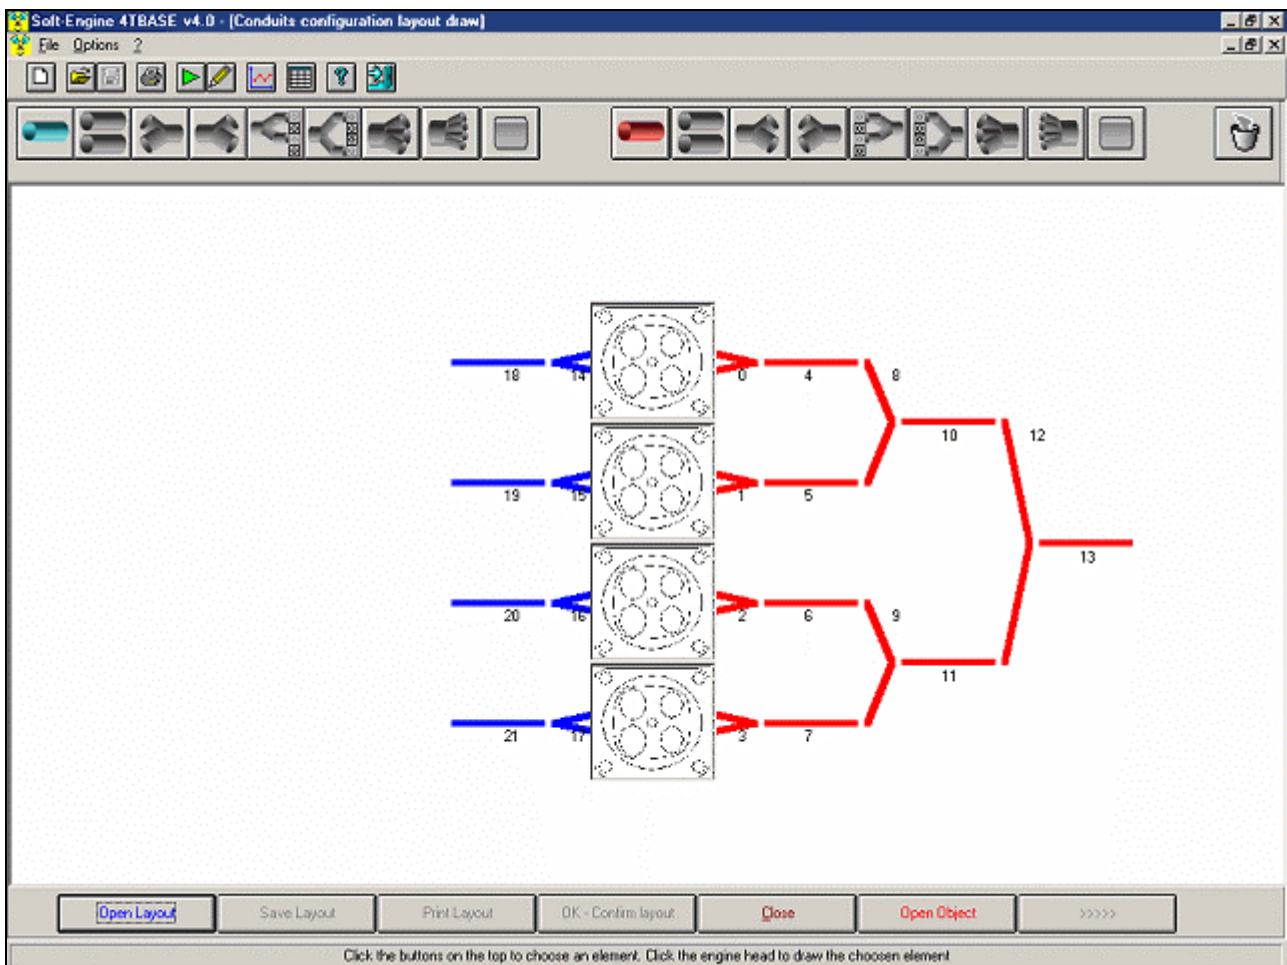 Soft-Engine 4TBASE v4.0 - [Conduits configuration layout draw]
File Options ?
18 14 0 4 8
10 12
19 15 1 5
13
20 16 2 6 9
11
21 17 3 7
Open Layout Save Layout Print Layout OK - Confirm layout Close Open Object >>>>>
Click the buttons on the top to choose an element. Click the engine head to draw the choosen element